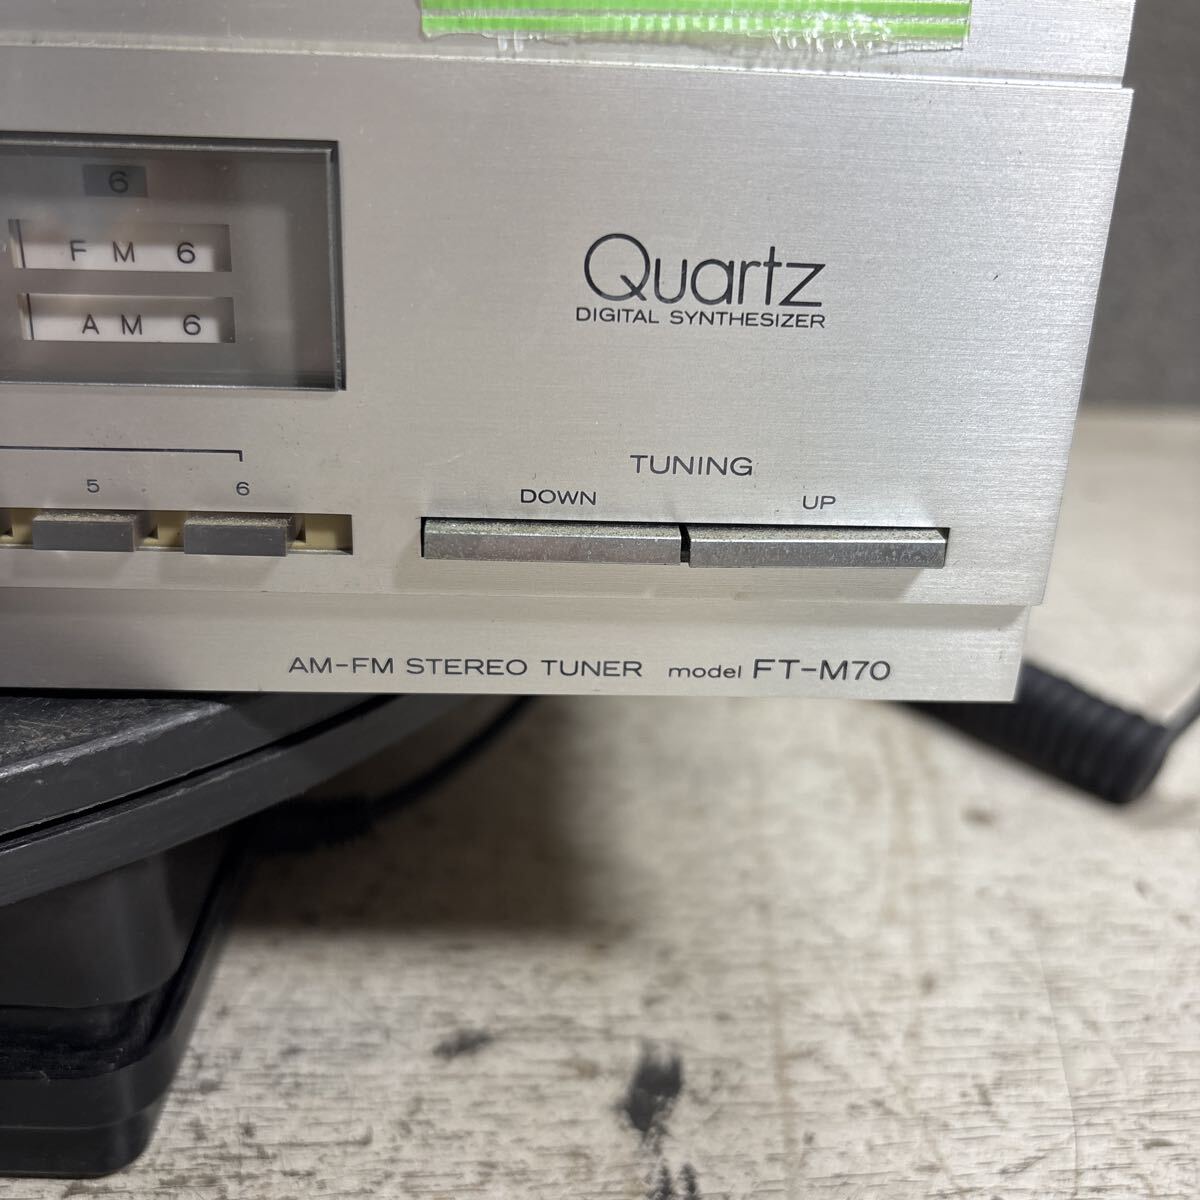 6
FM 6
AM 6
Quartz
DIGITAL SYNTHESIZER
TUNING
5 6 DOWN UP
AM-FM STEREO TUNER model FT-M70